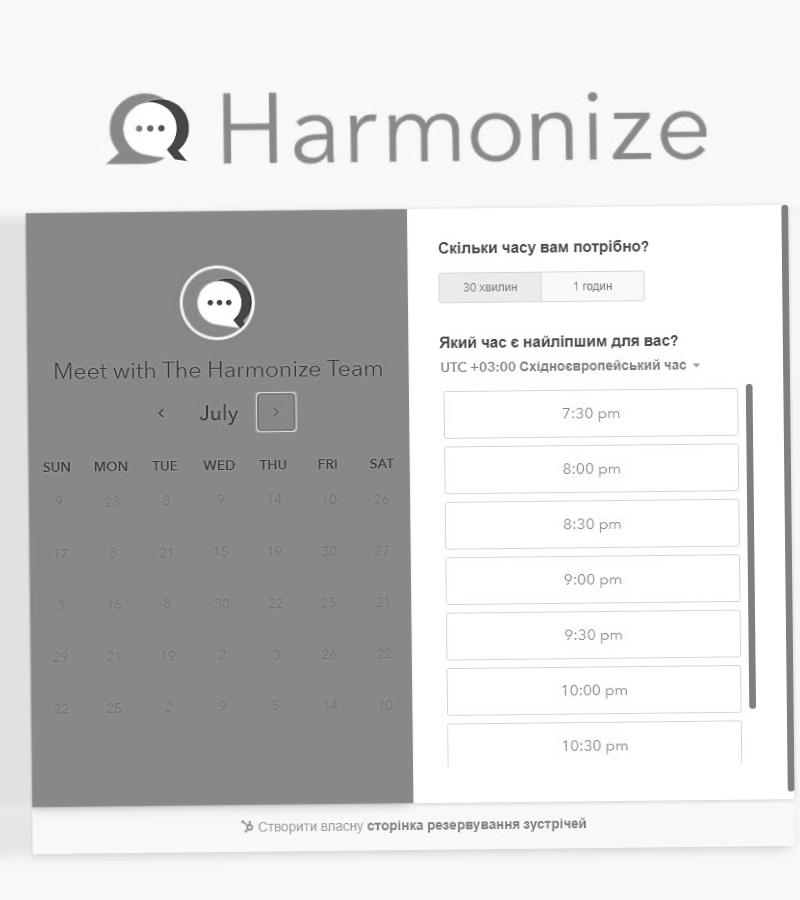 Harmonize
Meet with The Harmonize Team
July
SUN MON TUE WED THU FRI SAT
9 28 8 9 14 10 26
17 8 21 15 19 30 27
3 16 8 30 22 25 21
29 21 19 2 3 26 22
22 25 2 9 5 14 10
Скільки часу вам потрібно?
30 хвилин 1 годин
Який час є найліпшим для вас?
UTC +03:00 Східноєвропейський час
7:30 pm
8:00 pm
8:30 pm
9:00 pm
9:30 pm
10:00 pm
10:30 pm
Створити власну сторінка резервування зустрічей